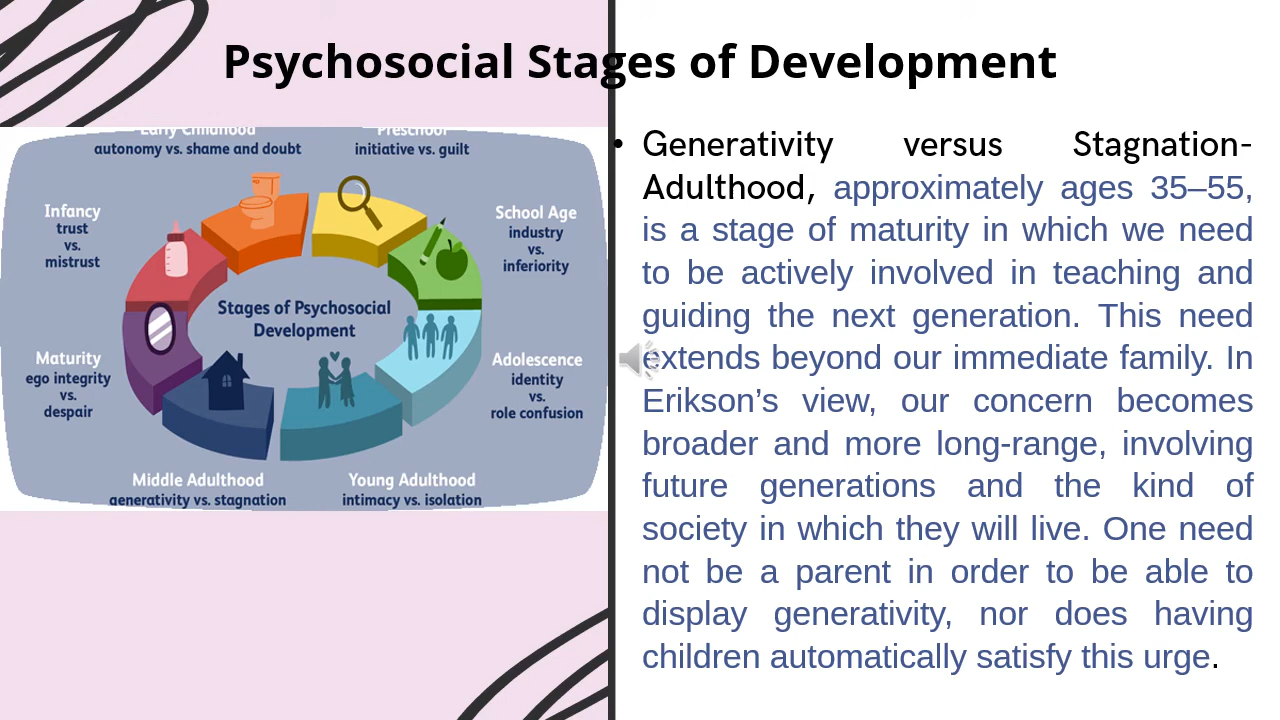 Psychosocial Stages of Development
Early Childhood
autonomy vs. shame and doubt
Preschool
initiative vs. guilt
Infancy
trust
vs.
mistrust
School Age
industry
vs.
inferiority
Stages of Psychosocial
Development
Maturity
ego integrity
vs.
despair
Adolescence
identity
vs.
role confusion
Middle Adulthood
generativity vs. stagnation
Young Adulthood
intimacy vs. isolation
• Generativity versus Stagnation-
Adulthood, approximately ages 35–55,
is a stage of maturity in which we need
to be actively involved in teaching and
guiding the next generation. This need
extends beyond our immediate family. In
Erikson’s view, our concern becomes
broader and more long-range, involving
future generations and the kind of
society in which they will live. One need
not be a parent in order to be able to
display generativity, nor does having
children automatically satisfy this urge.